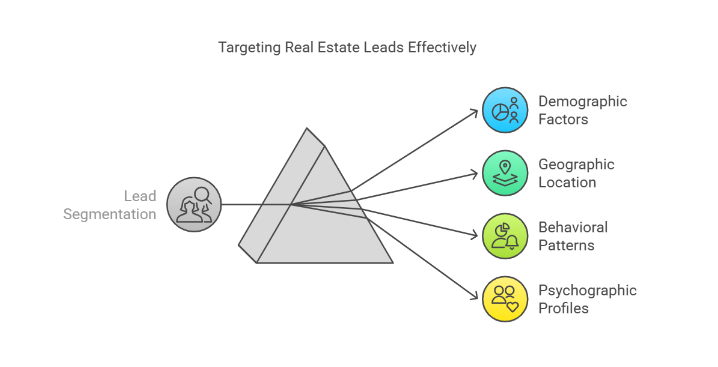 Targeting Real Estate Leads Effectively
Lead
Segmentation
Demographic
Factors
Geographic
Location
Behavioral
Patterns
Psychographic
Profiles